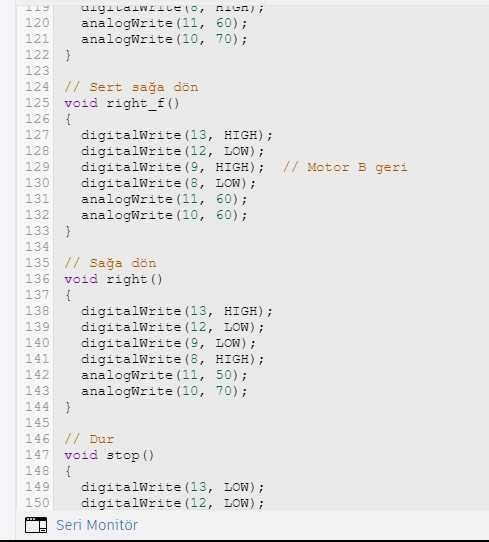 119 digitalWrite(8, HIGH);
120 analogWrite(11, 60);
121 analogWrite(10, 70);
122 }
123
124 // Sert sağa dön
125 void right_f()
126 {
127 digitalWrite(13, HIGH);
128 digitalWrite(12, LOW);
129 digitalWrite(9, HIGH); // Motor B geri
130 digitalWrite(8, LOW);
131 analogWrite(11, 60);
132 analogWrite(10, 60);
133 }
134
135 // Sağa dön
136 void right()
137 {
138 digitalWrite(13, HIGH);
139 digitalWrite(12, LOW);
140 digitalWrite(9, LOW);
141 digitalWrite(8, HIGH);
142 analogWrite(11, 50);
143 analogWrite(10, 70);
144 }
145
146 // Dur
147 void stop()
148 {
149 digitalWrite(13, LOW);
150 digitalWrite(12, LOW);
Seri Monitör